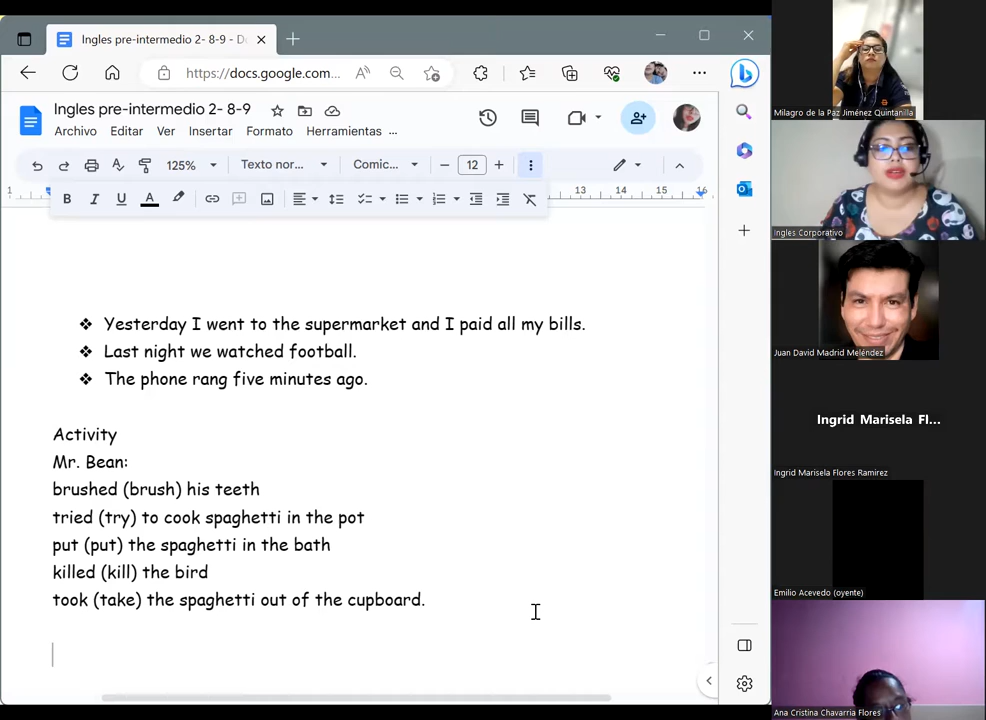 Ingles pre-intermedio 2- 8-9 - D
https://docs.google.com...
Ingles pre-intermedio 2- 8-9
Archivo Editar Ver Insertar Formato Herramientas ...
125% Texto nor... Comic... 12
1 13 14 15 16
❖ Yesterday I went to the supermarket and I paid all my bills.
❖ Last night we watched football.
❖ The phone rang five minutes ago.
Activity
Mr. Bean:
brushed (brush) his teeth
tried (try) to cook spaghetti in the pot
put (put) the spaghetti in the bath
killed (kill) the bird
took (take) the spaghetti out of the cupboard.
Milagro de la Paz Jiménez Quintanilla
Ingles Corporativo
Juan David Madrid Meléndez
Ingrid Marisela Fl...
Ingrid Marisela Flores Ramirez
Emilio Acevedo (oyente)
Ana Cristina Chavarria Flores